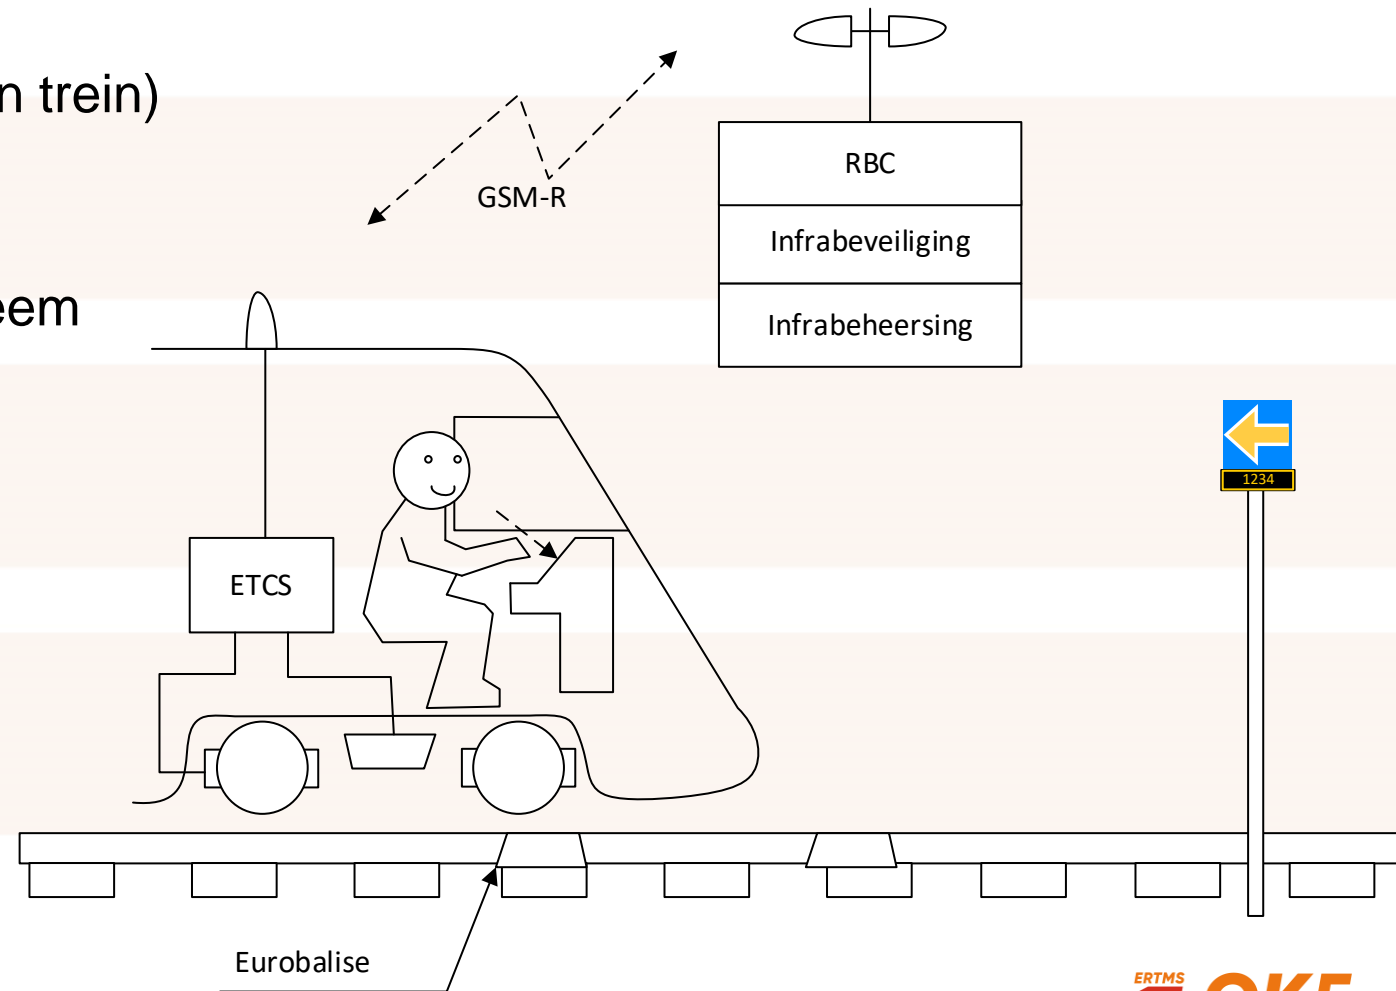 n trein)
RBC
GSM-R
Infrabeveiliging
eem
Infrabeheersing
1234
ETCS
Eurobalise
ERTMS